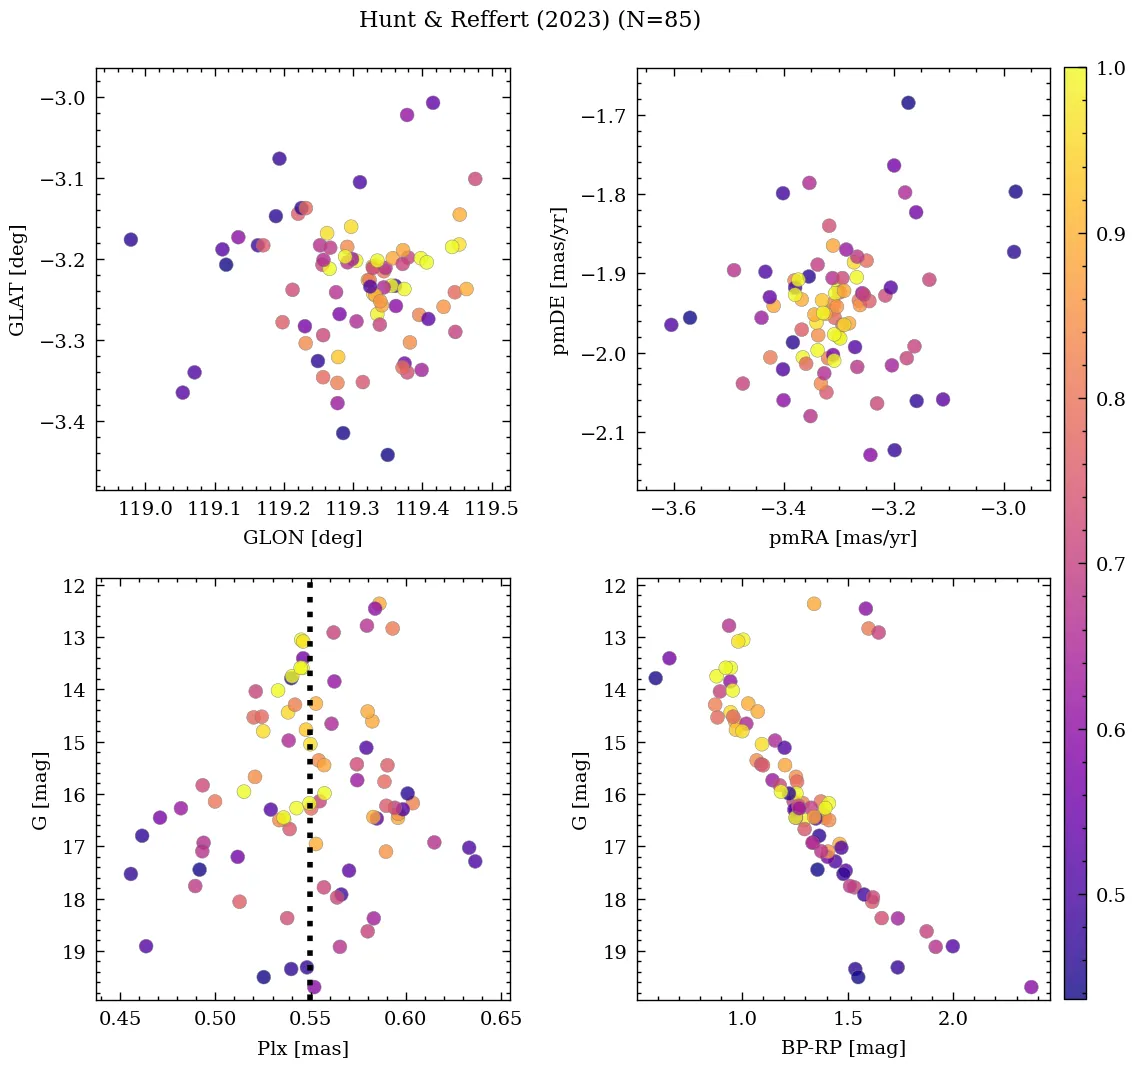 Hunt & Reffert (2023) (N=85)
−3.0
−3.1
−3.2
−3.3
−3.4
GLAT [deg]
119.0 119.1 119.2 119.3 119.4 119.5
GLON [deg]
−1.7
−1.8
−1.9
−2.0
−2.1
pmDE [mas/yr]
−3.6 −3.4 −3.2 −3.0
pmRA [mas/yr]
1.0
0.9
0.8
0.7
0.6
0.5
12
13
14
15
16
17
18
19
G [mag]
0.45 0.50 0.55 0.60 0.65
Plx [mas]
12
13
14
15
16
17
18
19
G [mag]
1.0 1.5 2.0
BP-RP [mag]